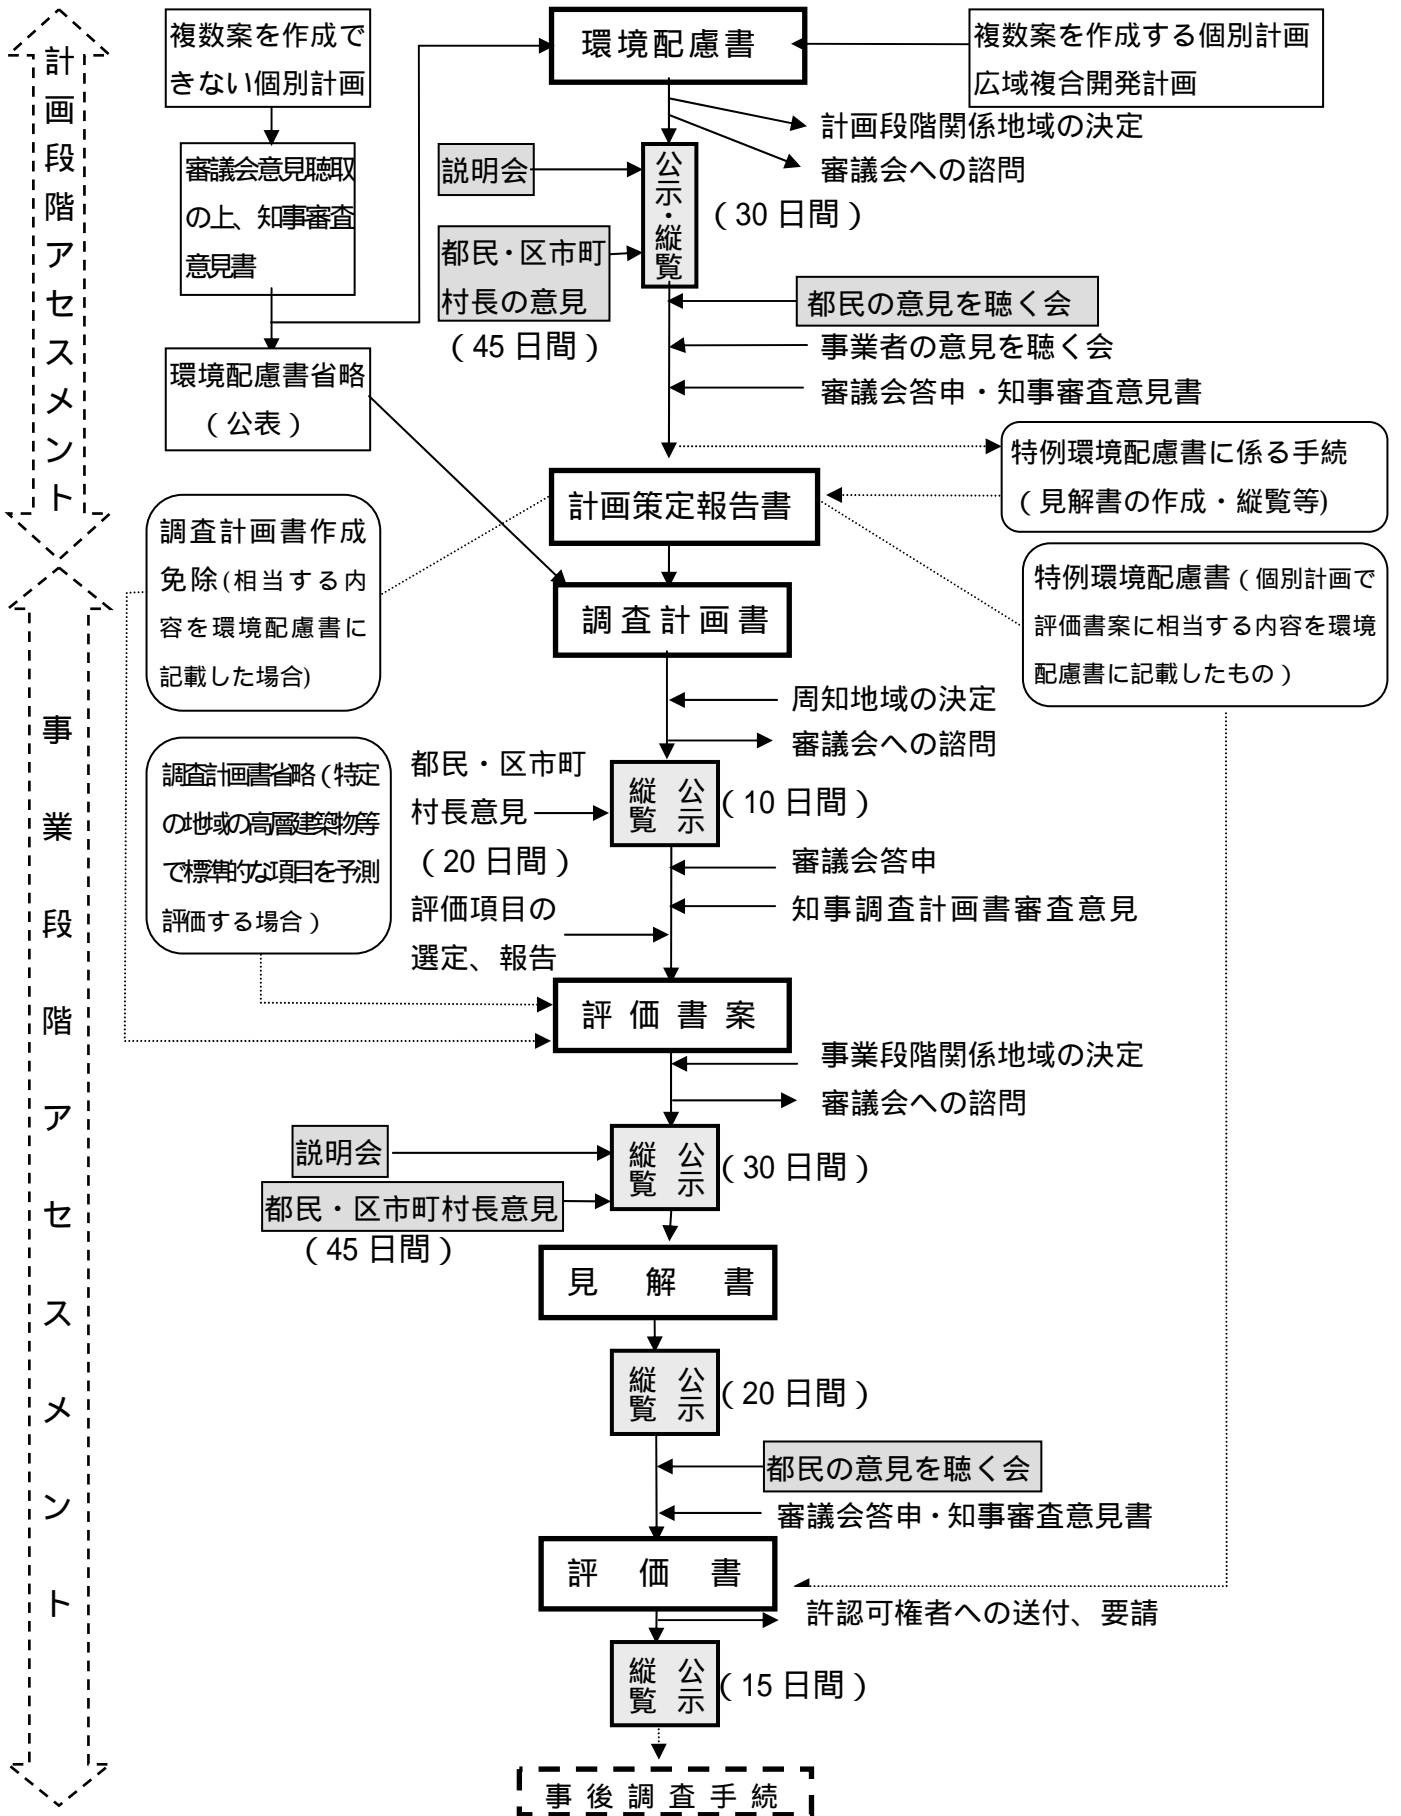 計画段階アセスメント
複数案を作成で
きない個別計画
環境配慮書
複数案を作成する個別計画
広域複合開発計画
計画段階関係地域の決定
審議会への諮問
審議会意見聴取
の上、知事審査
意見書
説明会
公示・縦覧
（30 日間）
都民・区市町
村長の意見
（45 日間）
都民の意見を聴く会
事業者の意見を聴く会
審議会答申・知事審査意見書
環境配慮書省略
（公表）
特例環境配慮書に係る手続
（見解書の作成・縦覧等)
計画策定報告書
調査計画書作成
免除(相当する内
容を環境配慮書に
記載した場合)
特例環境配慮書（個別計画で
評価書案に相当する内容を環境
配慮書に記載したもの）
事業段階アセスメント
調査計画書
周知地域の決定
審議会への諮問
都民・区市町
村長意見
（20 日間）
公示
縦覧
（10 日間）
調査計画書省略（特定
の地域の高層建築物等
で標準的な項目を予測
評価する場合）
審議会答申
知事調査計画書審査意見
評価項目の
選定、報告
評価書案
事業段階関係地域の決定
審議会への諮問
説明会
公示
縦覧
（30 日間）
都民・区市町村長意見
（45 日間）
見解書
公示
縦覧
（20 日間）
都民の意見を聴く会
審議会答申・知事審査意見書
評価書
許認可権者への送付、要請
公示
縦覧
（15 日間）
事後調査手続